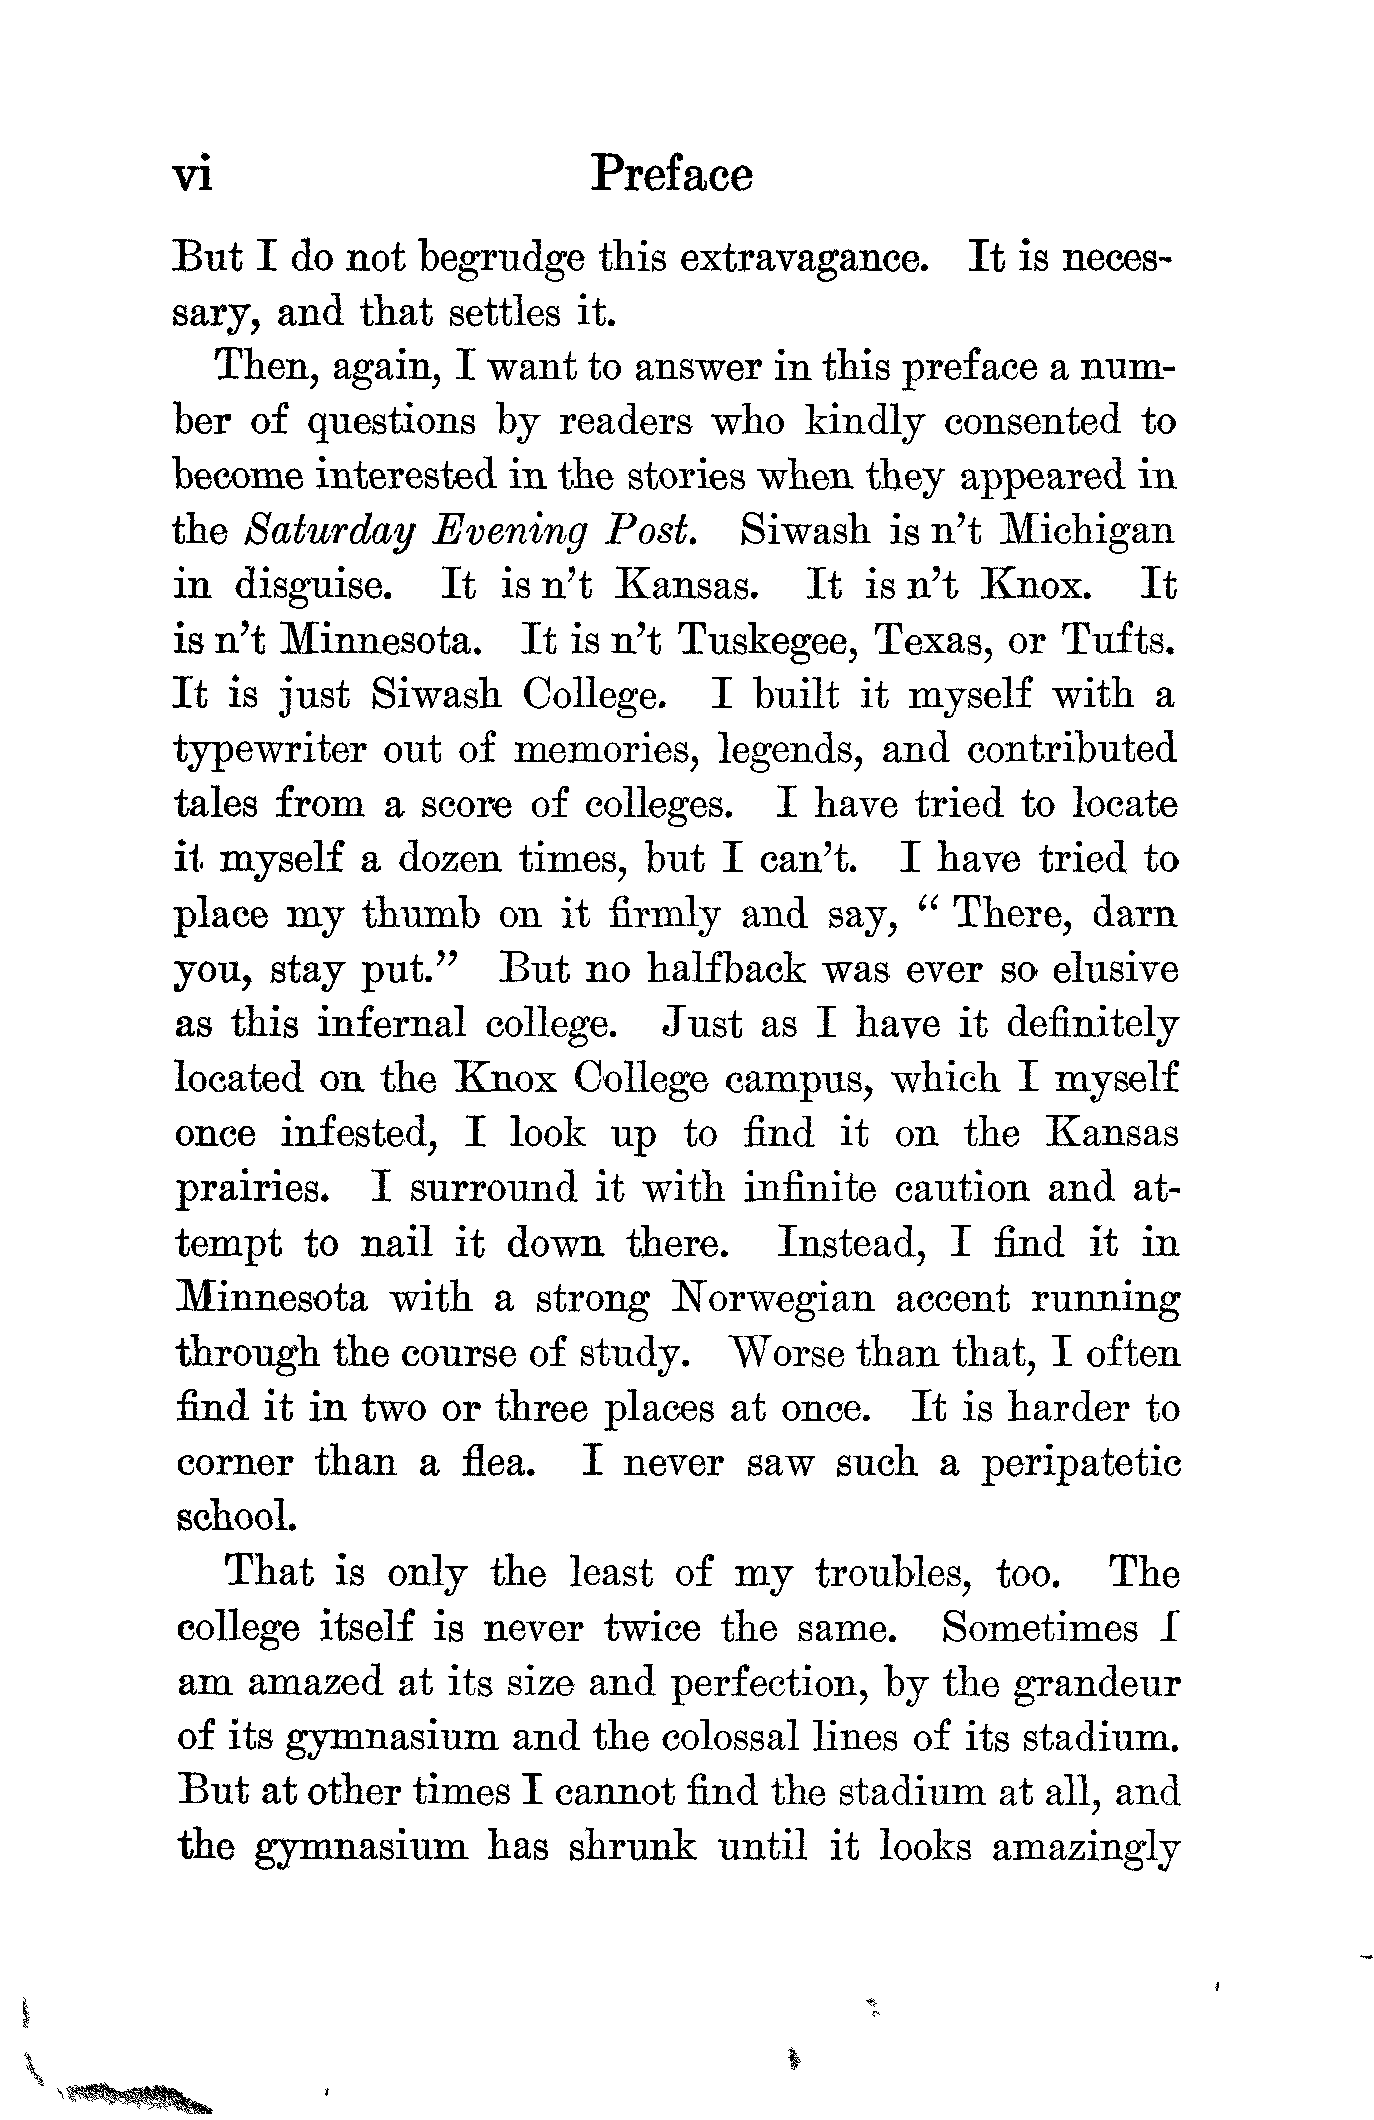 vi Preface
But I do not begrudge this extravagance. It is neces-
sary, and that settles it.
Then, again, I want to answer in this preface a num-
ber of questions by readers who kindly consented to
become interested in the stories when they appeared in
the Saturday Evening Post. Siwash is n't Michigan
in disguise. It is n't Kansas. It is n't Knox. It
is n't Minnesota. It is n't Tuskegee, Texas, or Tufts.
It is just Siwash College. I built it myself with a
typewriter out of memories, legends, and contributed
tales from a score of colleges. I have tried to locate
it myself a dozen times, but I can't. I have tried to
place my thumb on it firmly and say, “ There, darn
you, stay put.” But no halfback was ever so elusive
as this infernal college. Just as I have it definitely
located on the Knox College campus, which I myself
once infested, I look up to find it on the Kansas
prairies. I surround it with infinite caution and at-
tempt to nail it down there. Instead, I find it in
Minnesota with a strong Norwegian accent running
through the course of study. Worse than that, I often
find it in two or three places at once. It is harder to
corner than a flea. I never saw such a peripatetic
school.
That is only the least of my troubles, too. The
college itself is never twice the same. Sometimes I
am amazed at its size and perfection, by the grandeur
of its gymnasium and the colossal lines of its stadium.
But at other times I cannot find the stadium at all, and
the gymnasium has shrunk until it looks amazingly